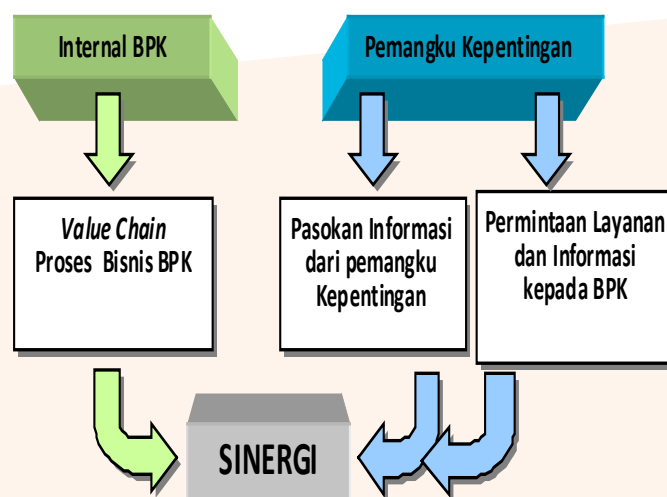 Internal BPK
Pemangku Kepentingan
Value Chain
Proses Bisnis BPK
Pasokan Informasi
dari pemangku
Kepentingan
Permintaan Layanan
dan Informasi
kepada BPK
SINERGI